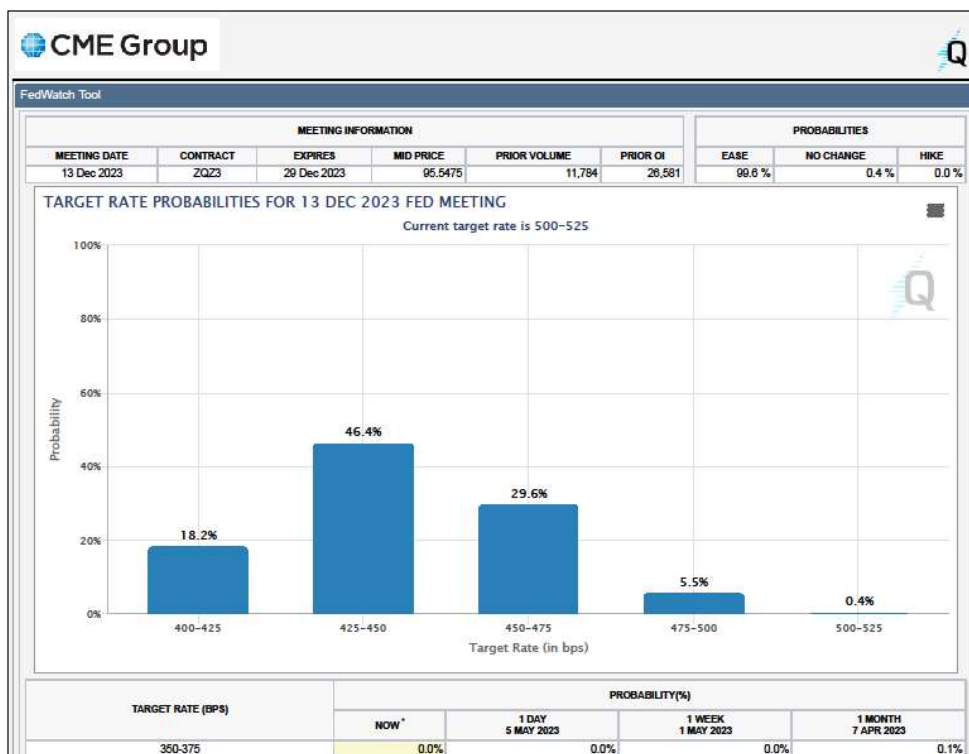 CME Group
Q
FedWatch Tool
MEETING INFORMATION PROBABILITIES
MEETING DATE CONTRACT EXPIRES MID PRICE PRIOR VOLUME PRIOR OI EASE NO CHANGE HIKE
13 Dec 2023 ZQZ3 29 Dec 2023 95.5475 11,784 26,581 99.6 % 0.4 % 0.0 %
TARGET RATE PROBABILITIES FOR 13 DEC 2023 FED MEETING
Current target rate is 500-525
100%
Q
80%
60%
46.4%
40%
29.6%
18.2%
20%
5.5%
0.4%
0%
Probability
400-425 425-450 450-475 475-500 500-525
Target Rate (in bps)
TARGET RATE (BPS) PROBABILITY(%)
NOW * 1 DAY 5 MAY 2023 1 WEEK 1 MAY 2023 1 MONTH 7 APR 2023
350-375 0.0% 0.0% 0.0% 0.1%